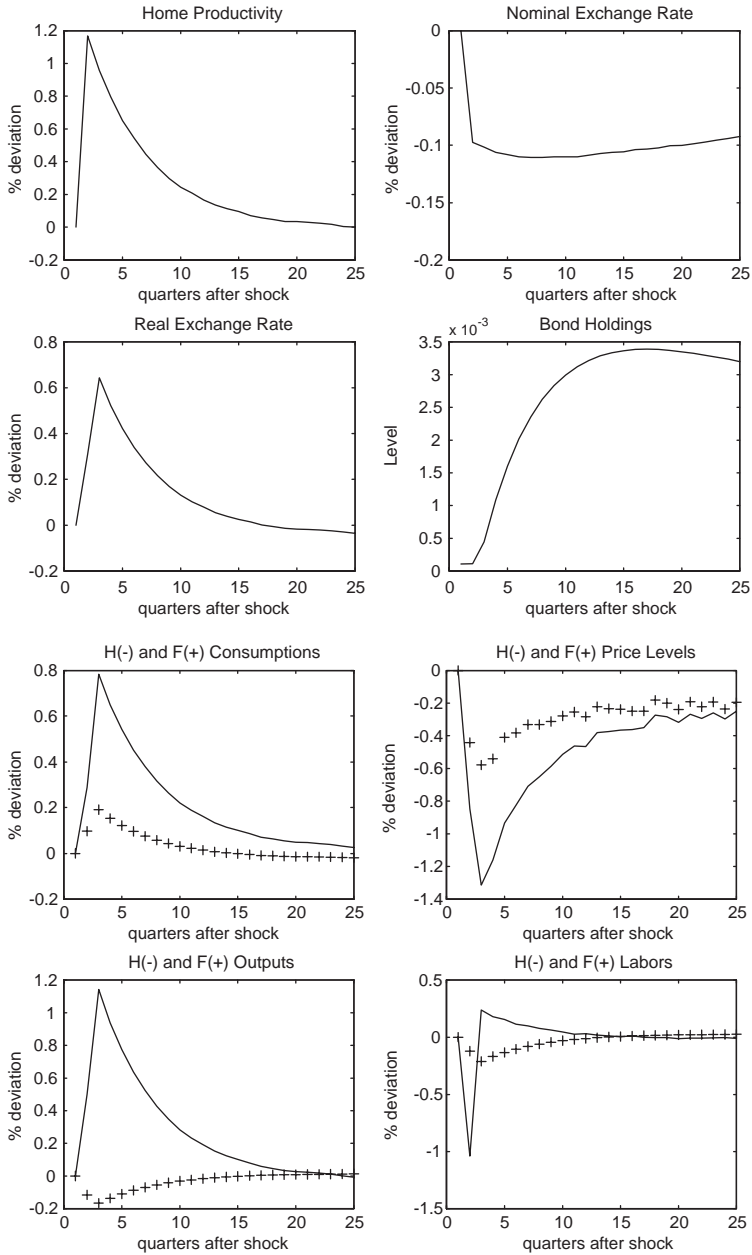 Home Productivity
1.2
1
0.8
0.6
0.4
0.2
0
-0.2
% deviation
0 5 10 15 20 25
quarters after shock
Nominal Exchange Rate
0
-0.05
-0.1
-0.15
-0.2
% deviation
0 5 10 15 20 25
quarters after shock
Real Exchange Rate
0.8
0.6
0.4
0.2
0
-0.2
% deviation
0 5 10 15 20 25
quarters after shock
x 10-3
Bond Holdings
3.5
3
2.5
2
1.5
1
0.5
0
Level
0 5 10 15 20 25
quarters after shock
H(-) and F(+) Consumptions
0.8
0.6
0.4
0.2
0
-0.2
% deviation
0 5 10 15 20 25
quarters after shock
H(-) and F(+) Price Levels
0
-0.2
-0.4
-0.6
-0.8
-1
-1.2
-1.4
% deviation
0 5 10 15 20 25
quarters after shock
H(-) and F(+) Outputs
1.2
1
0.8
0.6
0.4
0.2
0
-0.2
% deviation
0 5 10 15 20 25
quarters after shock
H(-) and F(+) Labors
0.5
0
-0.5
-1
-1.5
% deviation
0 5 10 15 20 25
quarters after shock